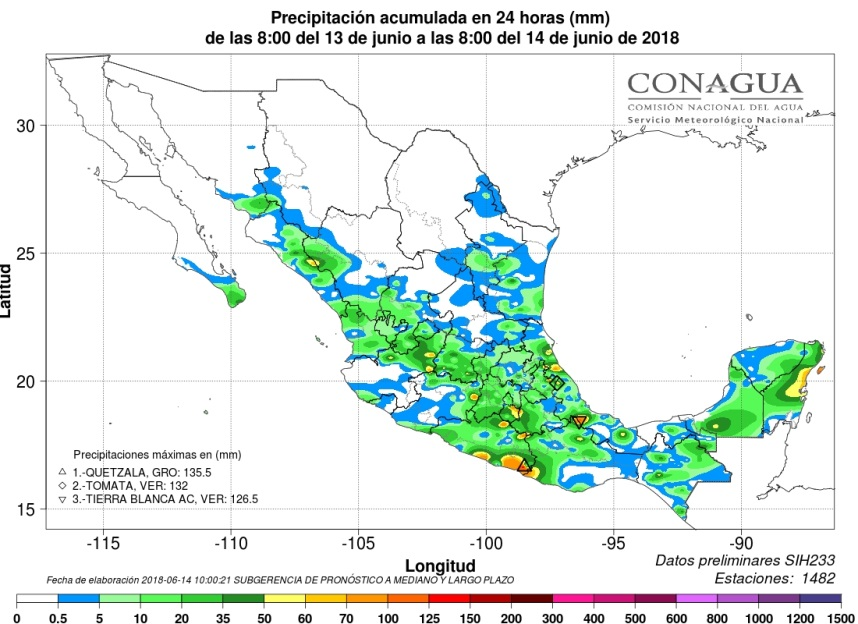 Precipitación acumulada en 24 horas (mm)
de las 8:00 del 13 de junio a las 8:00 del 14 de junio de 2018
CONAGUA
COMISIÓN NACIONAL DEL AGUA
Servicio Meteorológico Nacional
30
25
20
15
Latitud
Precipitaciones máximas en (mm)
1.-QUETZALA, GRO: 135.5
2.-TOMATA, VER: 132
3.-TIERRA BLANCA AC, VER: 126.5
-115 -110 -105 -100 -95 -90
Longitud
Datos preliminares SIH233
Estaciones: 1482
Fecha de elaboración 2018-06-14 10:00:21 SUBGERENCIA DE PRONÓSTICO A MEDIANO Y LARGO PLAZO
0 0.5 5 10 20 35 50 60 70 100 125 150 200 300 400 500 600 700 800 1000 1200 1500